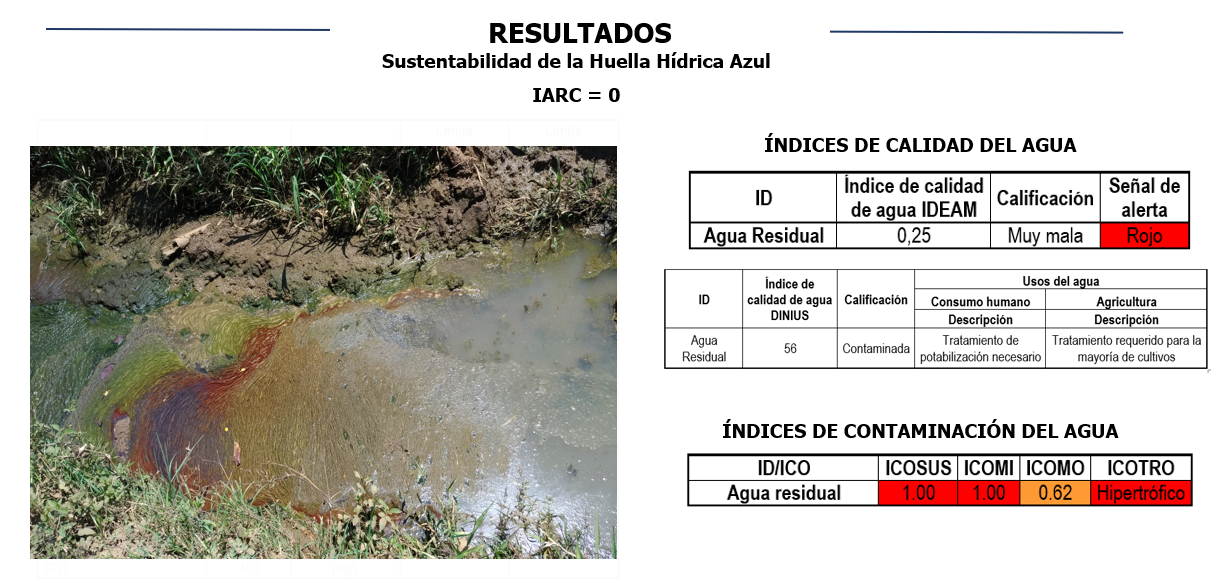 RESULTADOS
Sustentabilidad de la Huella Hídrica Azul
IARC = 0
ÍNDICES DE CALIDAD DEL AGUA
ID
Índice de calidad
de agua IDEAM
Calificación
Señal de
alerta
Agua Residual
0,25
Muy mala
Rojo
ID
Índice de
calidad de agua
DINIUS
Calificación
Usos del agua
Consumo humano
Agricultura
Descripción
Descripción
Agua
Residual
56
Contaminada
Tratamiento de
potabilización necesario
Tratamiento requerido para la
mayoría de cultivos
ÍNDICES DE CONTAMINACIÓN DEL AGUA
ID/ICO
ICOSUS
ICOMI
ICOMO
ICOTRO
Agua residual
1.00
1.00
0.62
Hipertrófico